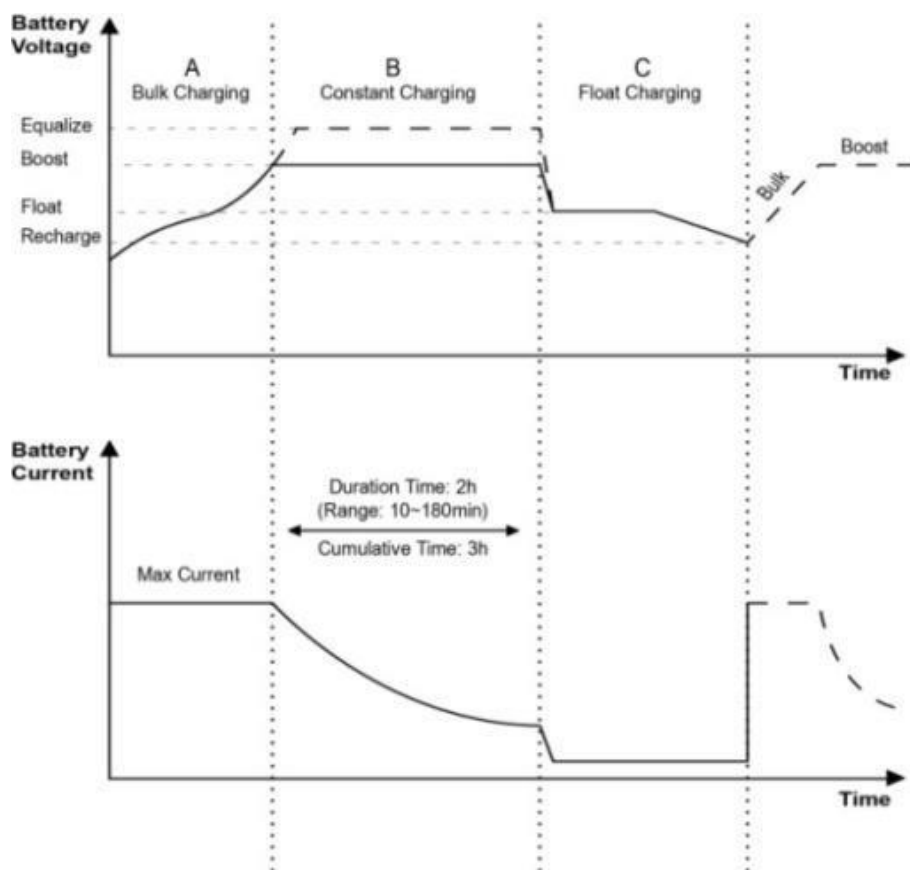 Battery
Voltage
A
Bulk Charging
B
Constant Charging
C
Float Charging
Equalize
Boost
Float
Recharge
Bulk
Boost
Time
Battery
Current
Duration Time: 2h
(Range: 10~180min)
Cumulative Time: 3h
Max Current
Time